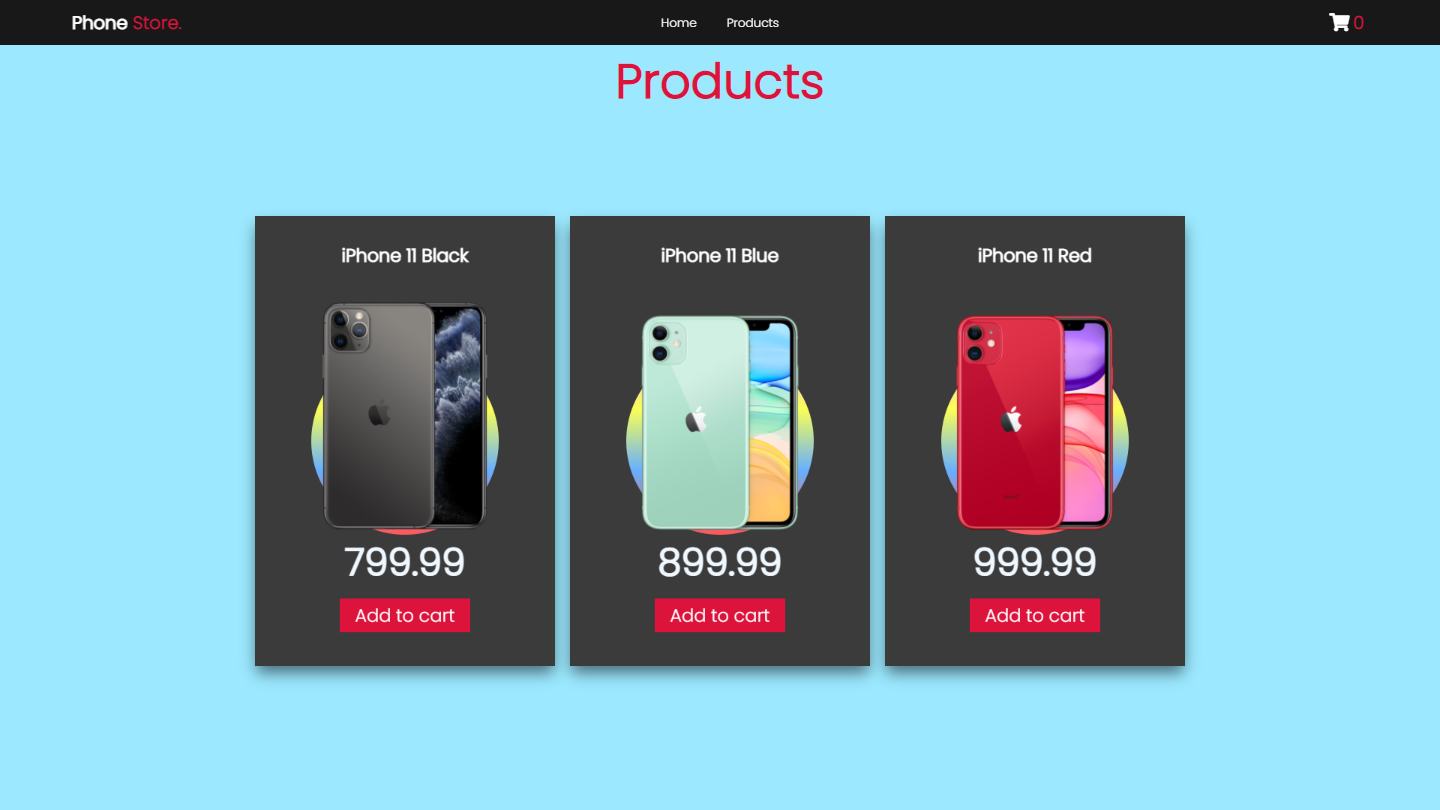 Phone Store.
Home
Products
0
Products
iPhone 11 Black
iPhone 11 Blue
iPhone 11 Red
799.99
899.99
999.99
Add to cart
Add to cart
Add to cart